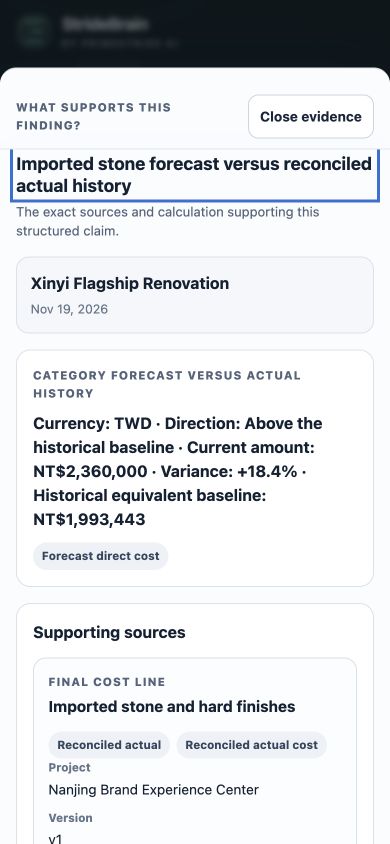 StrideBrain
WHAT SUPPORTS THIS
FINDING?
Close evidence
Imported stone forecast versus reconciled
actual history
The exact sources and calculation supporting this
structured claim.
Xinyi Flagship Renovation
Nov 19, 2026
CATEGORY FORECAST VERSUS ACTUAL
HISTORY
Currency: TWD · Direction: Above the
historical baseline · Current amount:
NT$2,360,000 · Variance: +18.4% ·
Historical equivalent baseline:
NT$1,993,443
Forecast direct cost
Supporting sources
FINAL COST LINE
Imported stone and hard finishes
Reconciled actual
Reconciled actual cost
Project
Nanjing Brand Experience Center
Version
v1